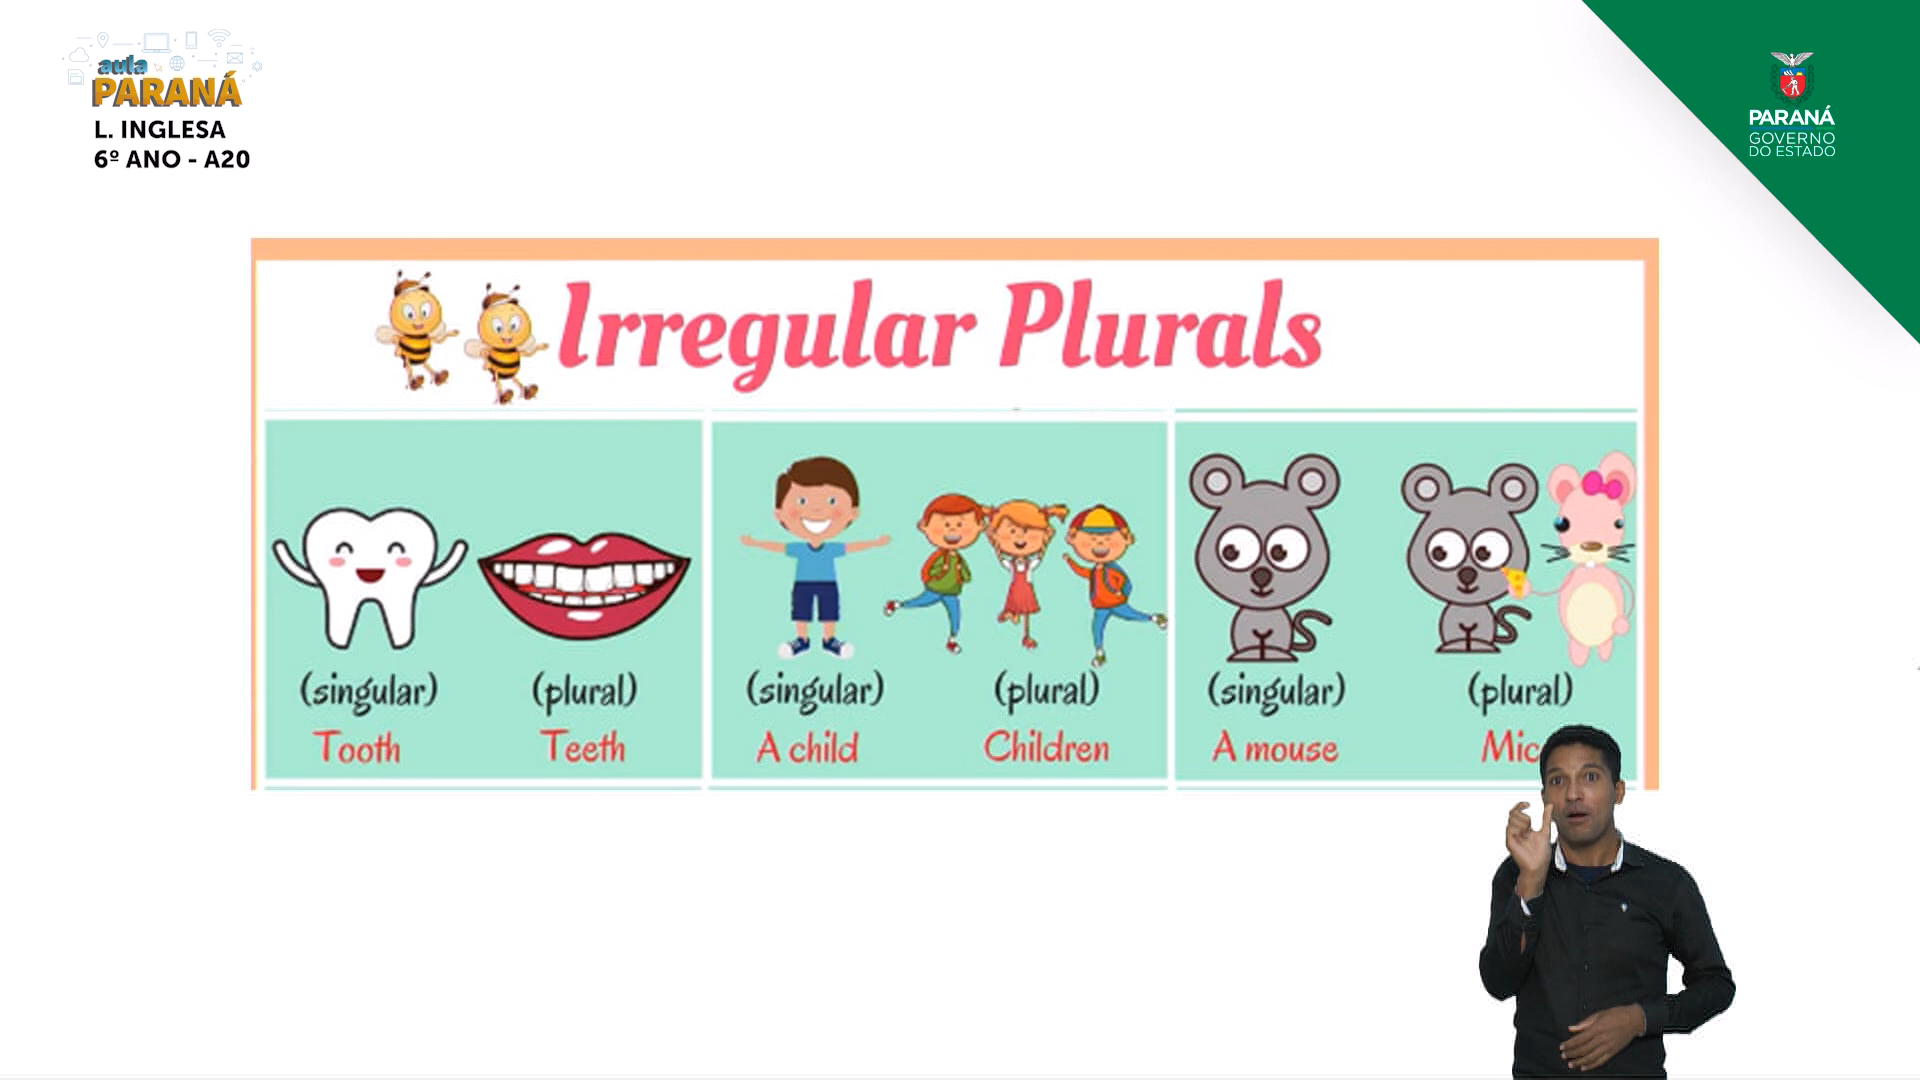 aula
PARANÁ
L. INGLESA
6º ANO - A20
PARANÁ
GOVERNO
DO ESTADO
Irregular Plurals
(singular) (plural) (singular) (plural) (singular) (plural)
Tooth Teeth A child Children A mouse